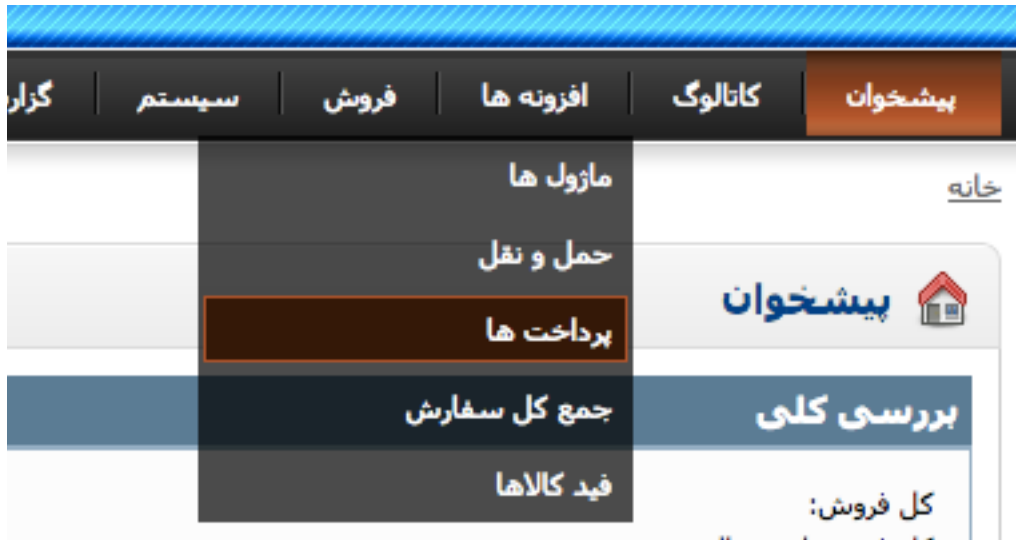 پیشخوان کاتالوگ افزونه ها فروش سیستم
ماژول ها
حمل و نقل
پرداخت ها
جمع کل سفارش
فید کالاها
خانه
پیشخوان
بررسی کلی
کل فروش: